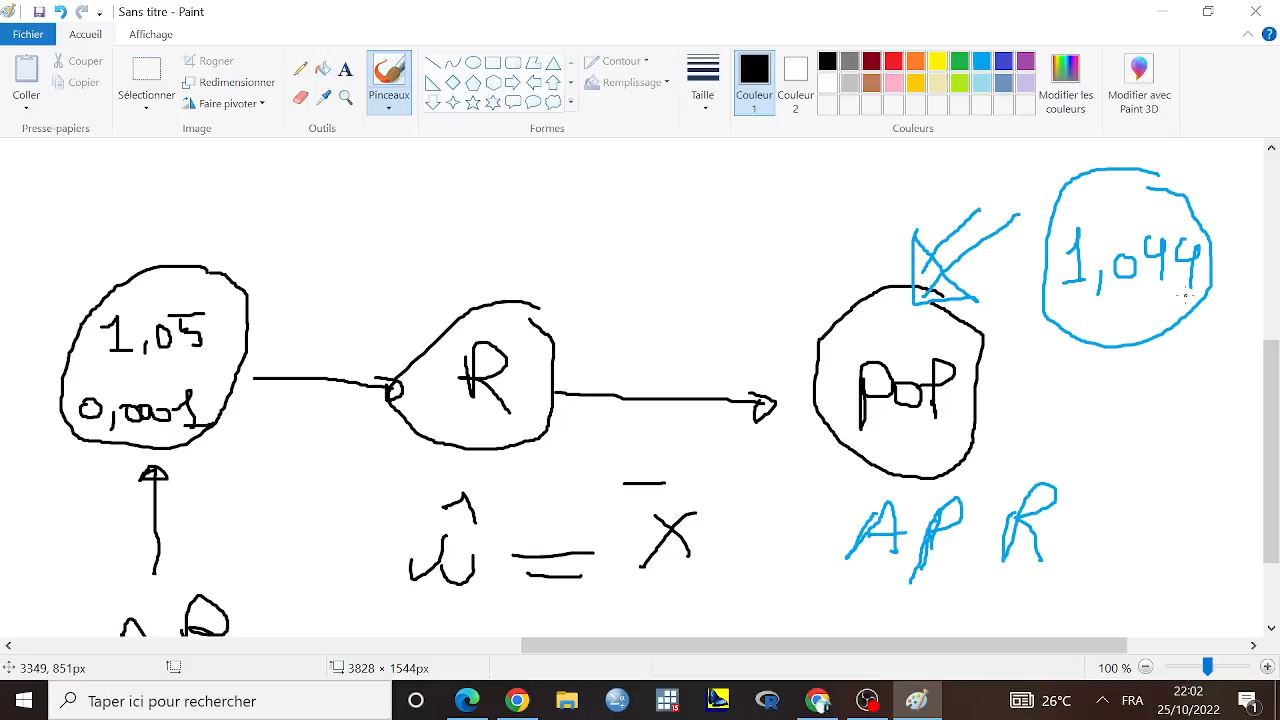 Sans titre - Paint
Fichier Accueil Affichage
Coller
Couper
Copier
Presse-papiers
Sélectionner
Rogner
Redimensionner
Faire pivoter
Image
Outils
Pinceaux
Contour
Remplissage
Formes
Taille
Couleur 1
Couleur 2
Couleurs
Modifier les couleurs
Modifier avec Paint 3D
1,044
1,05
0,0001
R
POP
ŵ = X
A P R
3349, 851px
3828 × 1544px
100 %
Tapez ici pour rechercher
26°C
FRA
22:02
25/10/2022